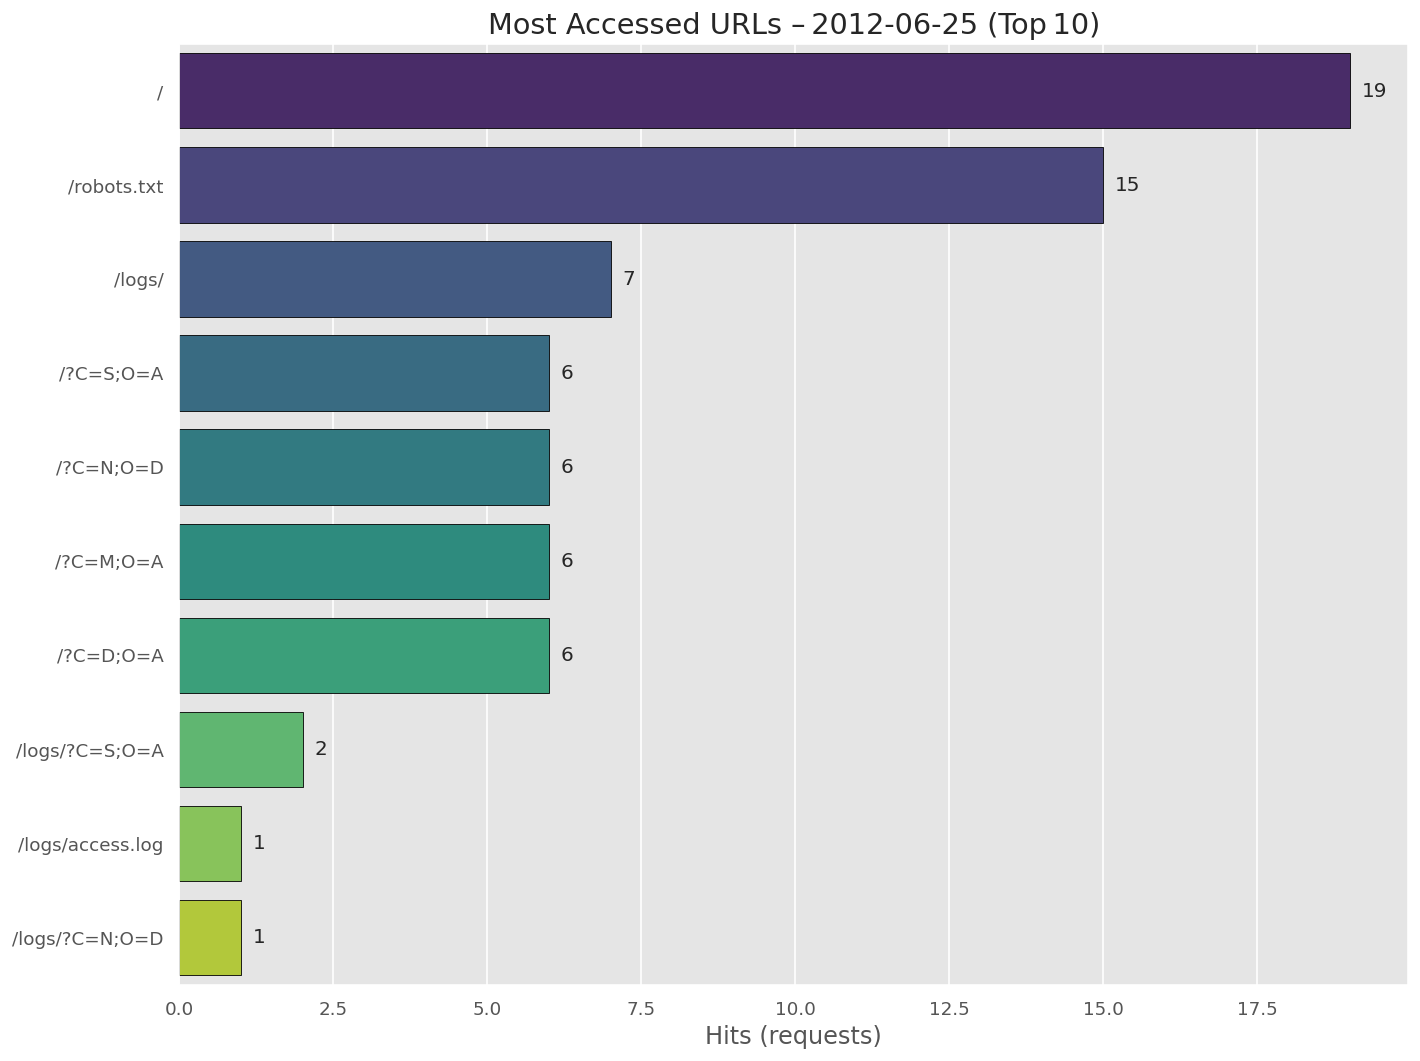 Most Accessed URLs – 2012-06-25 (Top 10)
/ 19
/robots.txt 15
/logs/ 7
/?C=S;O=A 6
/?C=N;O=D 6
/?C=M;O=A 6
/?C=D;O=A 6
/logs/?C=S;O=A 2
/logs/access.log 1
/logs/?C=N;O=D 1
0.0 2.5 5.0 7.5 10.0 12.5 15.0 17.5
Hits (requests)